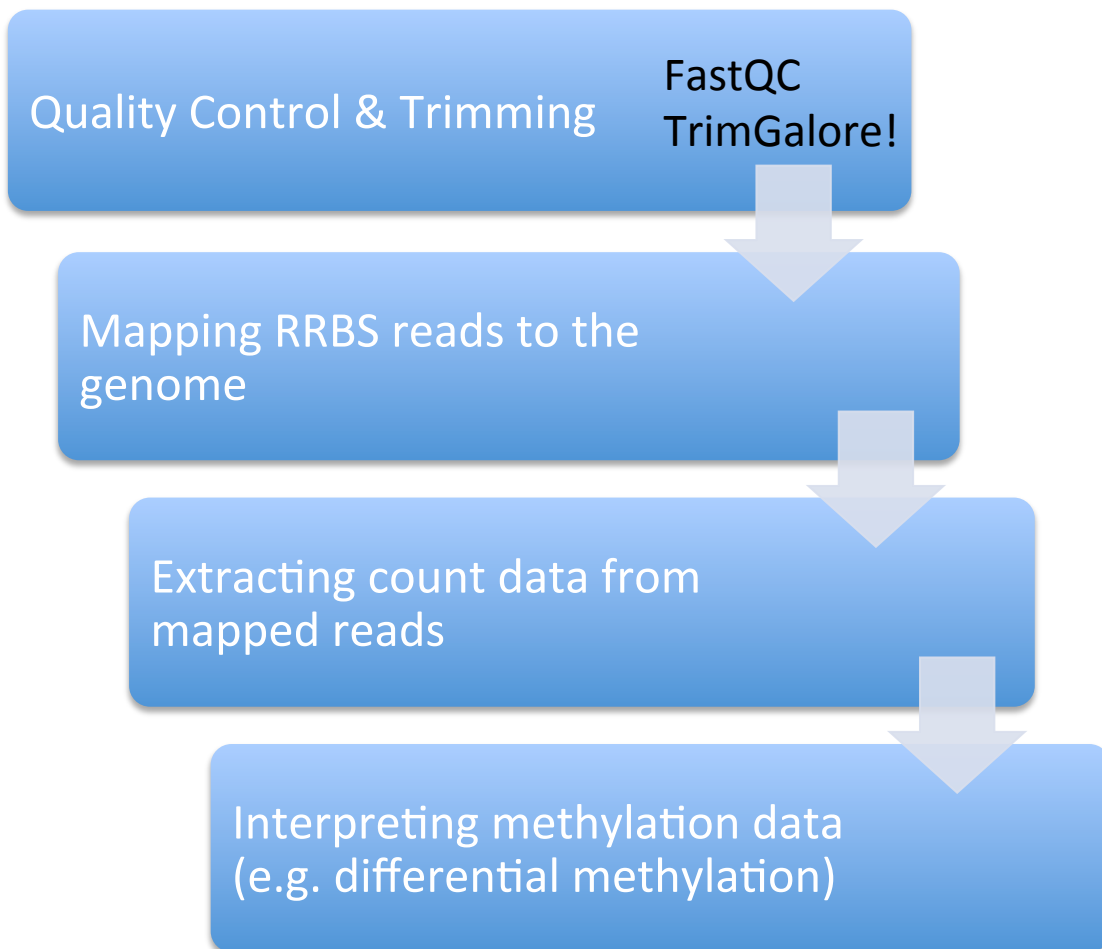 Quality Control & Trimming
FastQC
TrimGalore!
Mapping RRBS reads to the
genome
Extracting count data from
mapped reads
Interpreting methylation data
(e.g. differential methylation)